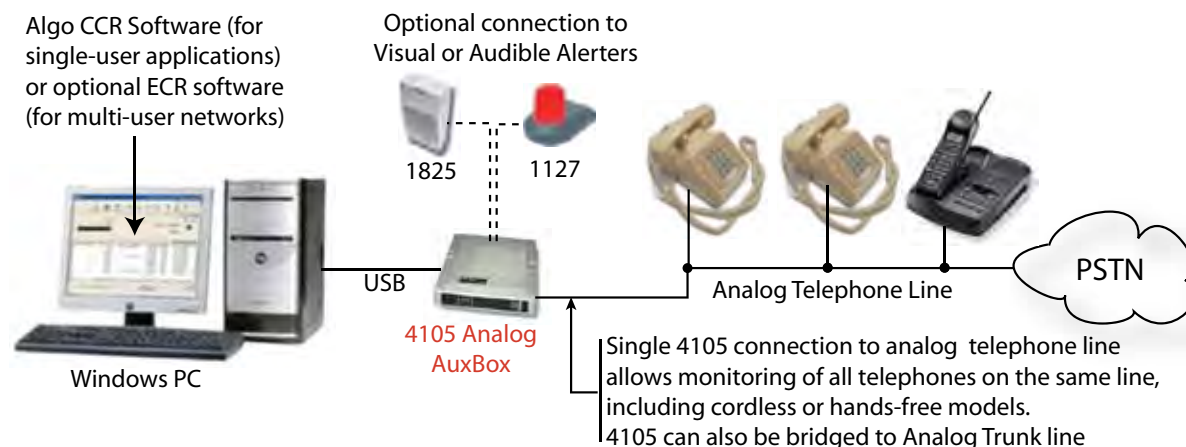 Algo CCR Software (for
single-user applications)
or optional ECR software
(for multi-user networks)
Optional connection to
Visual or Audible Alerters
1825
1127
USB
4105 Analog
AuxBox
Windows PC
Analog Telephone Line
PSTN
Single 4105 connection to analog telephone line
allows monitoring of all telephones on the same line,
including cordless or hands-free models.
4105 can also be bridged to Analog Trunk line